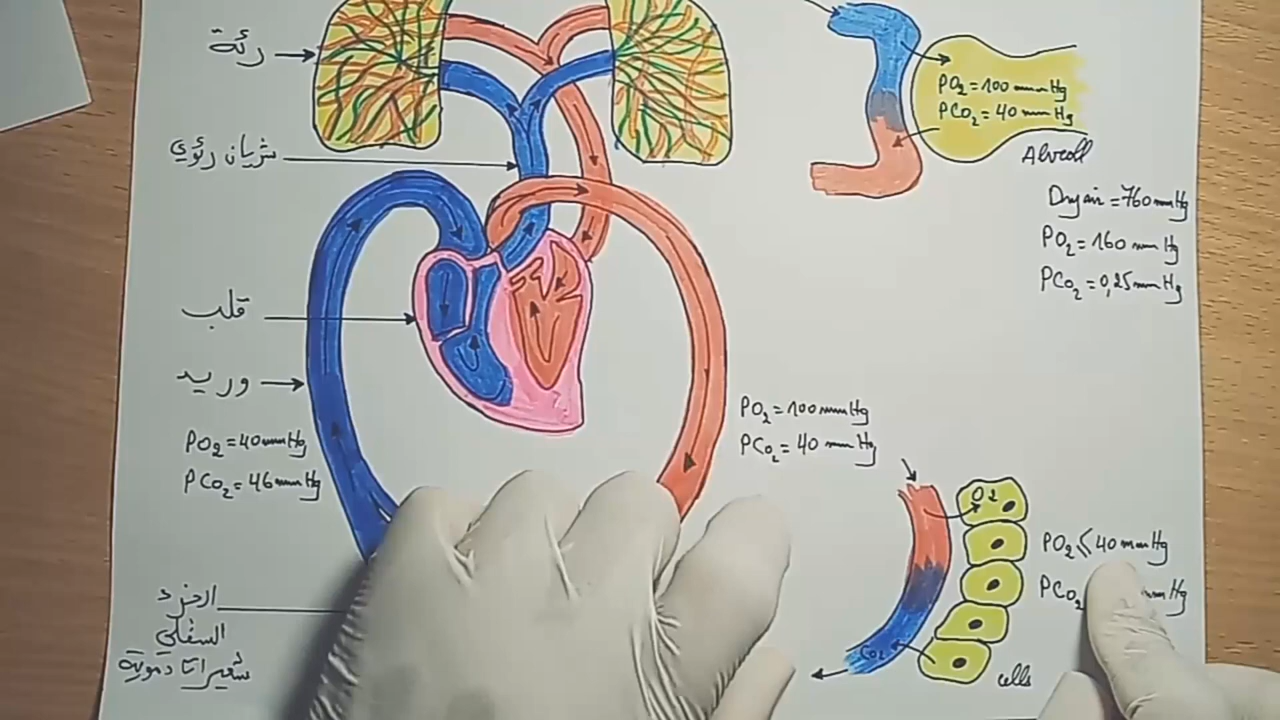 رئة
شريان رئوي
قلب
وريد
PO2 = 40 mmHg
PCO2 = 46 mmHg
السفلي
شعيرات دموية
PO2 = 100 mmHg
PCO2 = 40 mmHg
Alveoli
Dry air = 760 mmHg
PO2 = 160 mmHg
PCO2 = 0,25 mmHg
PO2 = 100 mmHg
PCO2 = 40 mmHg
O2
PO2 ≤ 40 mmHg
PCO2
mmHg
CO2
cells